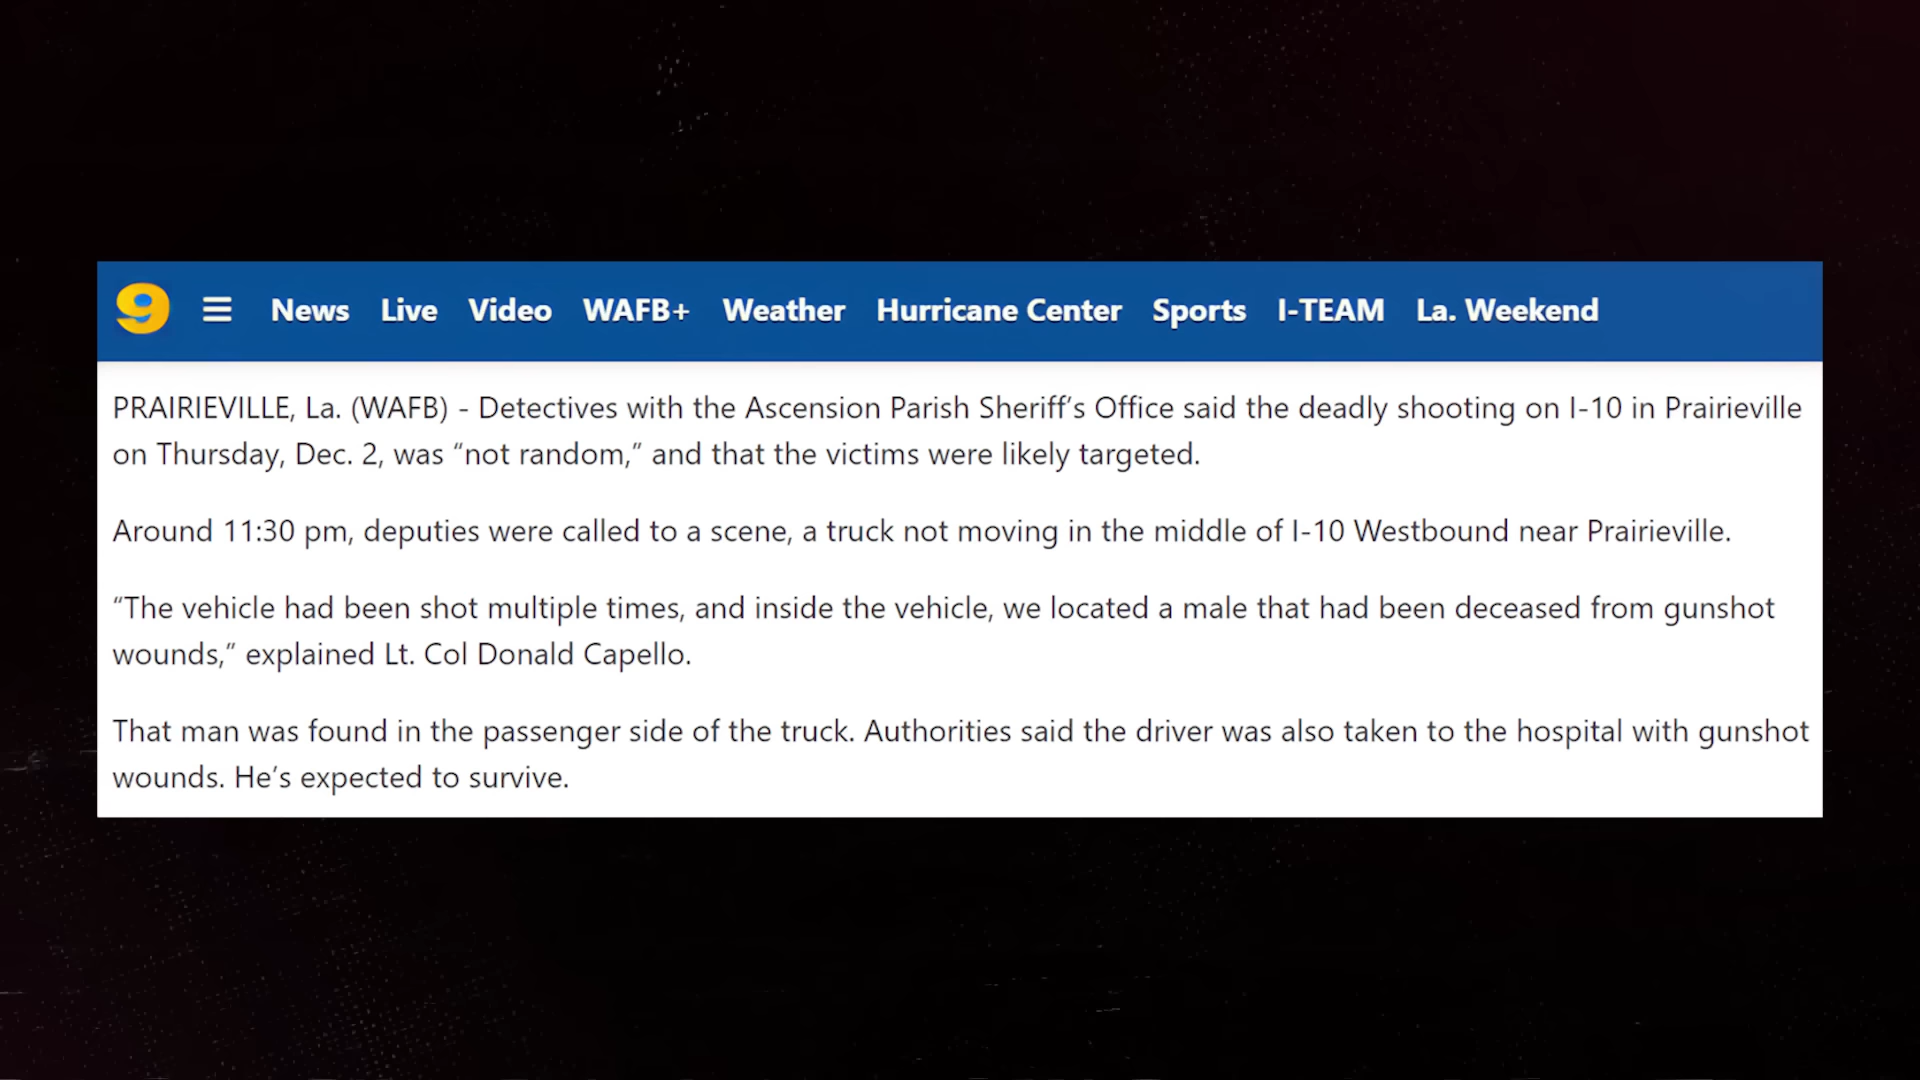 9 News Live Video WAFB+ Weather Hurricane Center Sports I-TEAM La. Weekend
PRAIRIEVILLE, La. (WAFB) - Detectives with the Ascension Parish Sheriff’s Office said the deadly shooting on I-10 in Prairieville
on Thursday, Dec. 2, was “not random,” and that the victims were likely targeted.
Around 11:30 pm, deputies were called to a scene, a truck not moving in the middle of I-10 Westbound near Prairieville.
“The vehicle had been shot multiple times, and inside the vehicle, we located a male that had been deceased from gunshot
wounds,” explained Lt. Col Donald Capello.
That man was found in the passenger side of the truck. Authorities said the driver was also taken to the hospital with gunshot
wounds. He’s expected to survive.